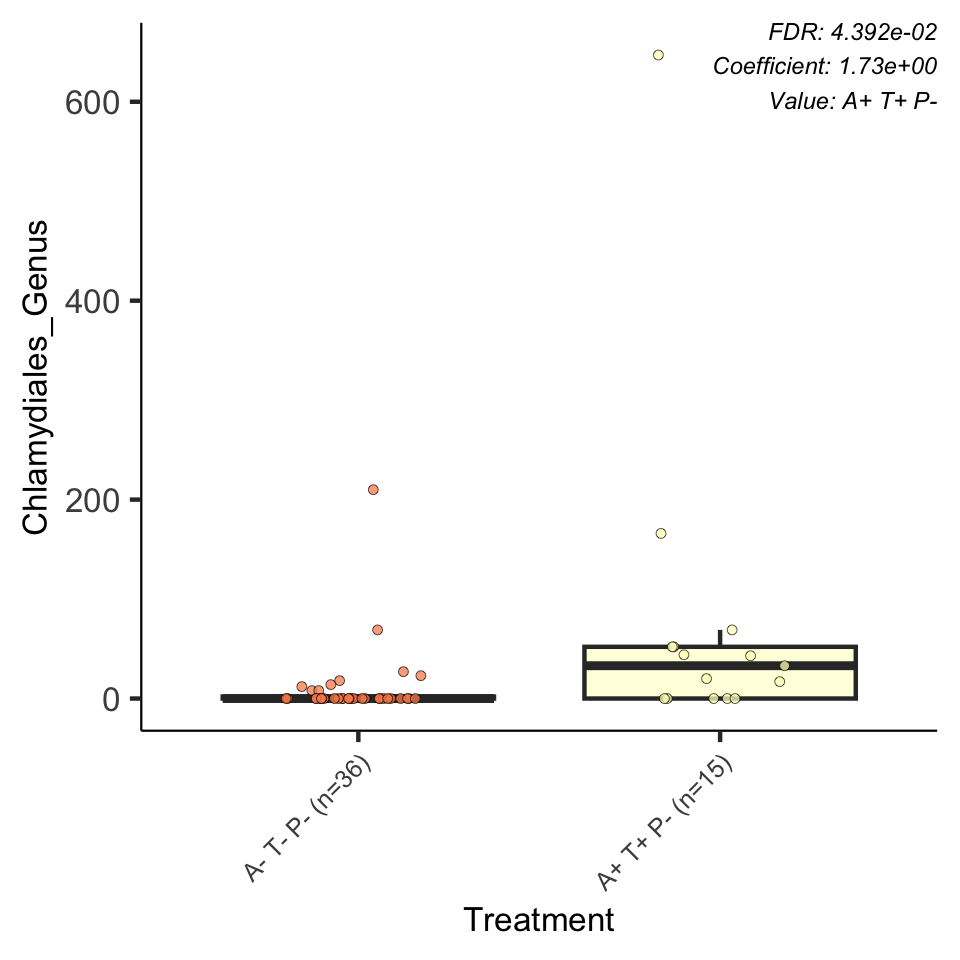 FDR: 4.392e-02
Coefficient: 1.73e+00
Value: A+ T+ P-
Chlamydiales_Genus
600
400
200
0
A- T- P- (n=36)
A+ T+ P- (n=15)
Treatment